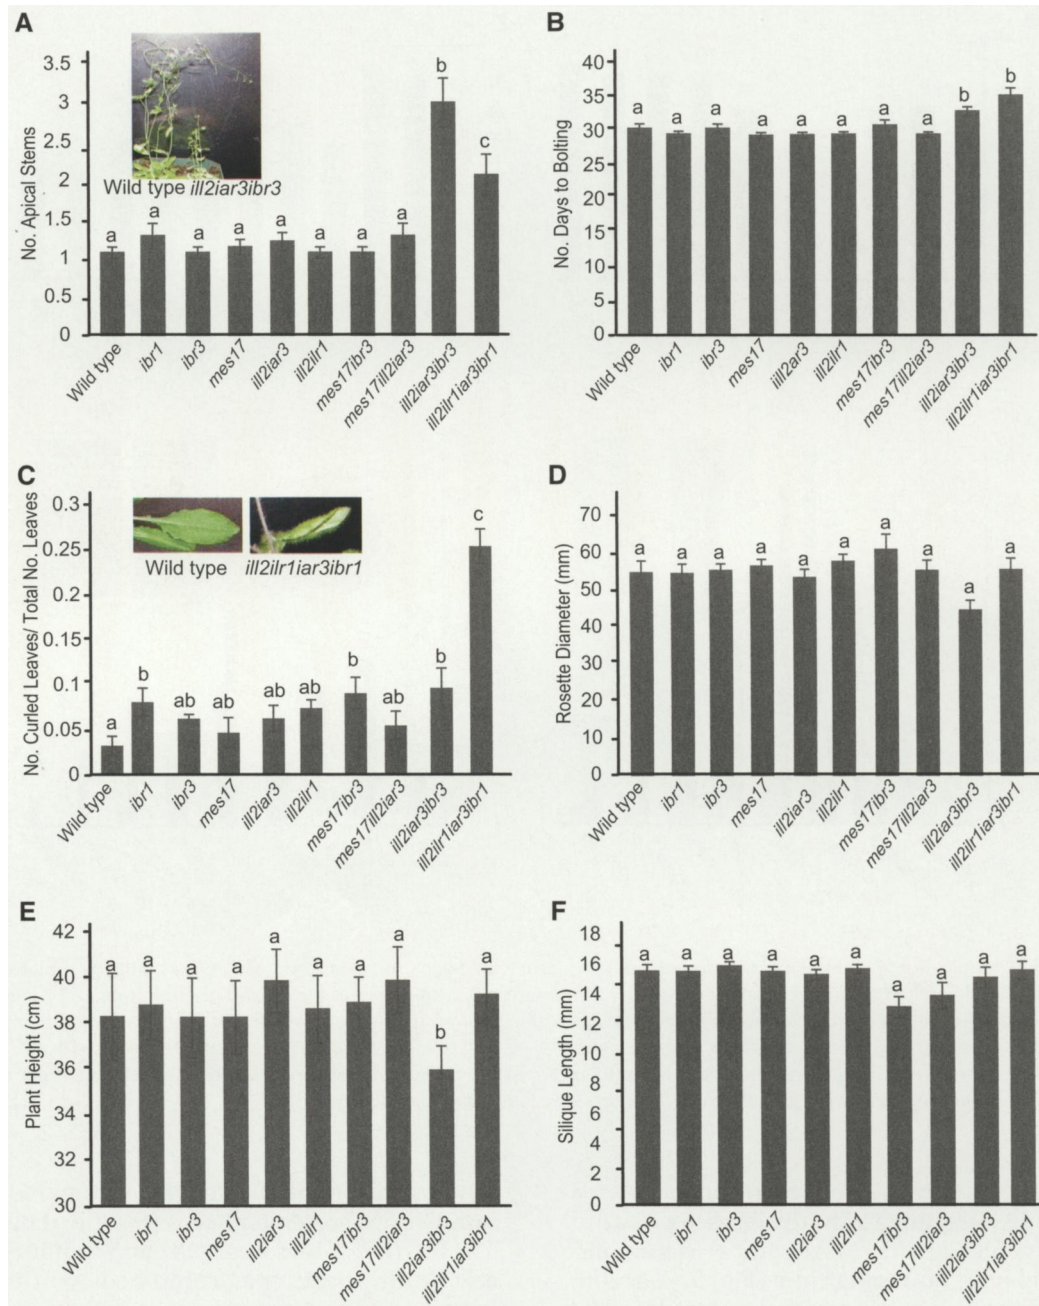 A
No. Apical Stems
3.5
3
2.5
2
1.5
1
0.5
0
Wild type ill2iar3ibr3
a
a
a
a
a
a
a
a
b
c
Wild type
ibr1
ibr3
mes17
ill2iar3
ill2ilr1
mes17ibr3
mes17ill2iar3
ill2iar3ibr3
ill2ilr1iar3ibr1
B
No. Days to Bolting
40
35
30
25
20
15
10
5
0
a
a
a
a
a
a
a
a
b
b
Wild type
ibr1
ibr3
mes17
ill2iar3
ill2ilr1
mes17ibr3
mes17ill2iar3
ill2iar3ibr3
ill2ilr1iar3ibr1
C
No. Curled Leaves/ Total No. Leaves
0.3
0.25
0.2
0.15
0.1
0.05
0
Wild type
ill2ilr1iar3ibr1
a
b
ab
ab
ab
ab
b
ab
b
c
Wild type
ibr1
ibr3
mes17
ill2iar3
ill2ilr1
mes17ibr3
mes17ill2iar3
ill2iar3ibr3
ill2ilr1iar3ibr1
D
Rosette Diameter (mm)
70
60
50
40
30
20
10
0
a
a
a
a
a
a
a
a
a
a
Wild type
ibr1
ibr3
mes17
ill2iar3
ill2ilr1
mes17ibr3
mes17ill2iar3
ill2iar3ibr3
ill2ilr1iar3ibr1
E
Plant Height (cm)
42
40
38
36
34
32
30
a
a
a
a
a
a
a
a
b
a
Wild type
ibr1
ibr3
mes17
ill2iar3
ill2ilr1
mes17ibr3
mes17ill2iar3
ill2iar3ibr3
ill2ilr1iar3ibr1
F
Silique Length (mm)
18
16
14
12
10
8
6
4
2
0
a
a
a
a
a
a
a
a
a
a
Wild type
ibr1
ibr3
mes17
ill2iar3
ill2ilr1
mes17ibr3
mes17ill2iar3
iill2iar3ibr3
ill2ilr1iar3ibr1